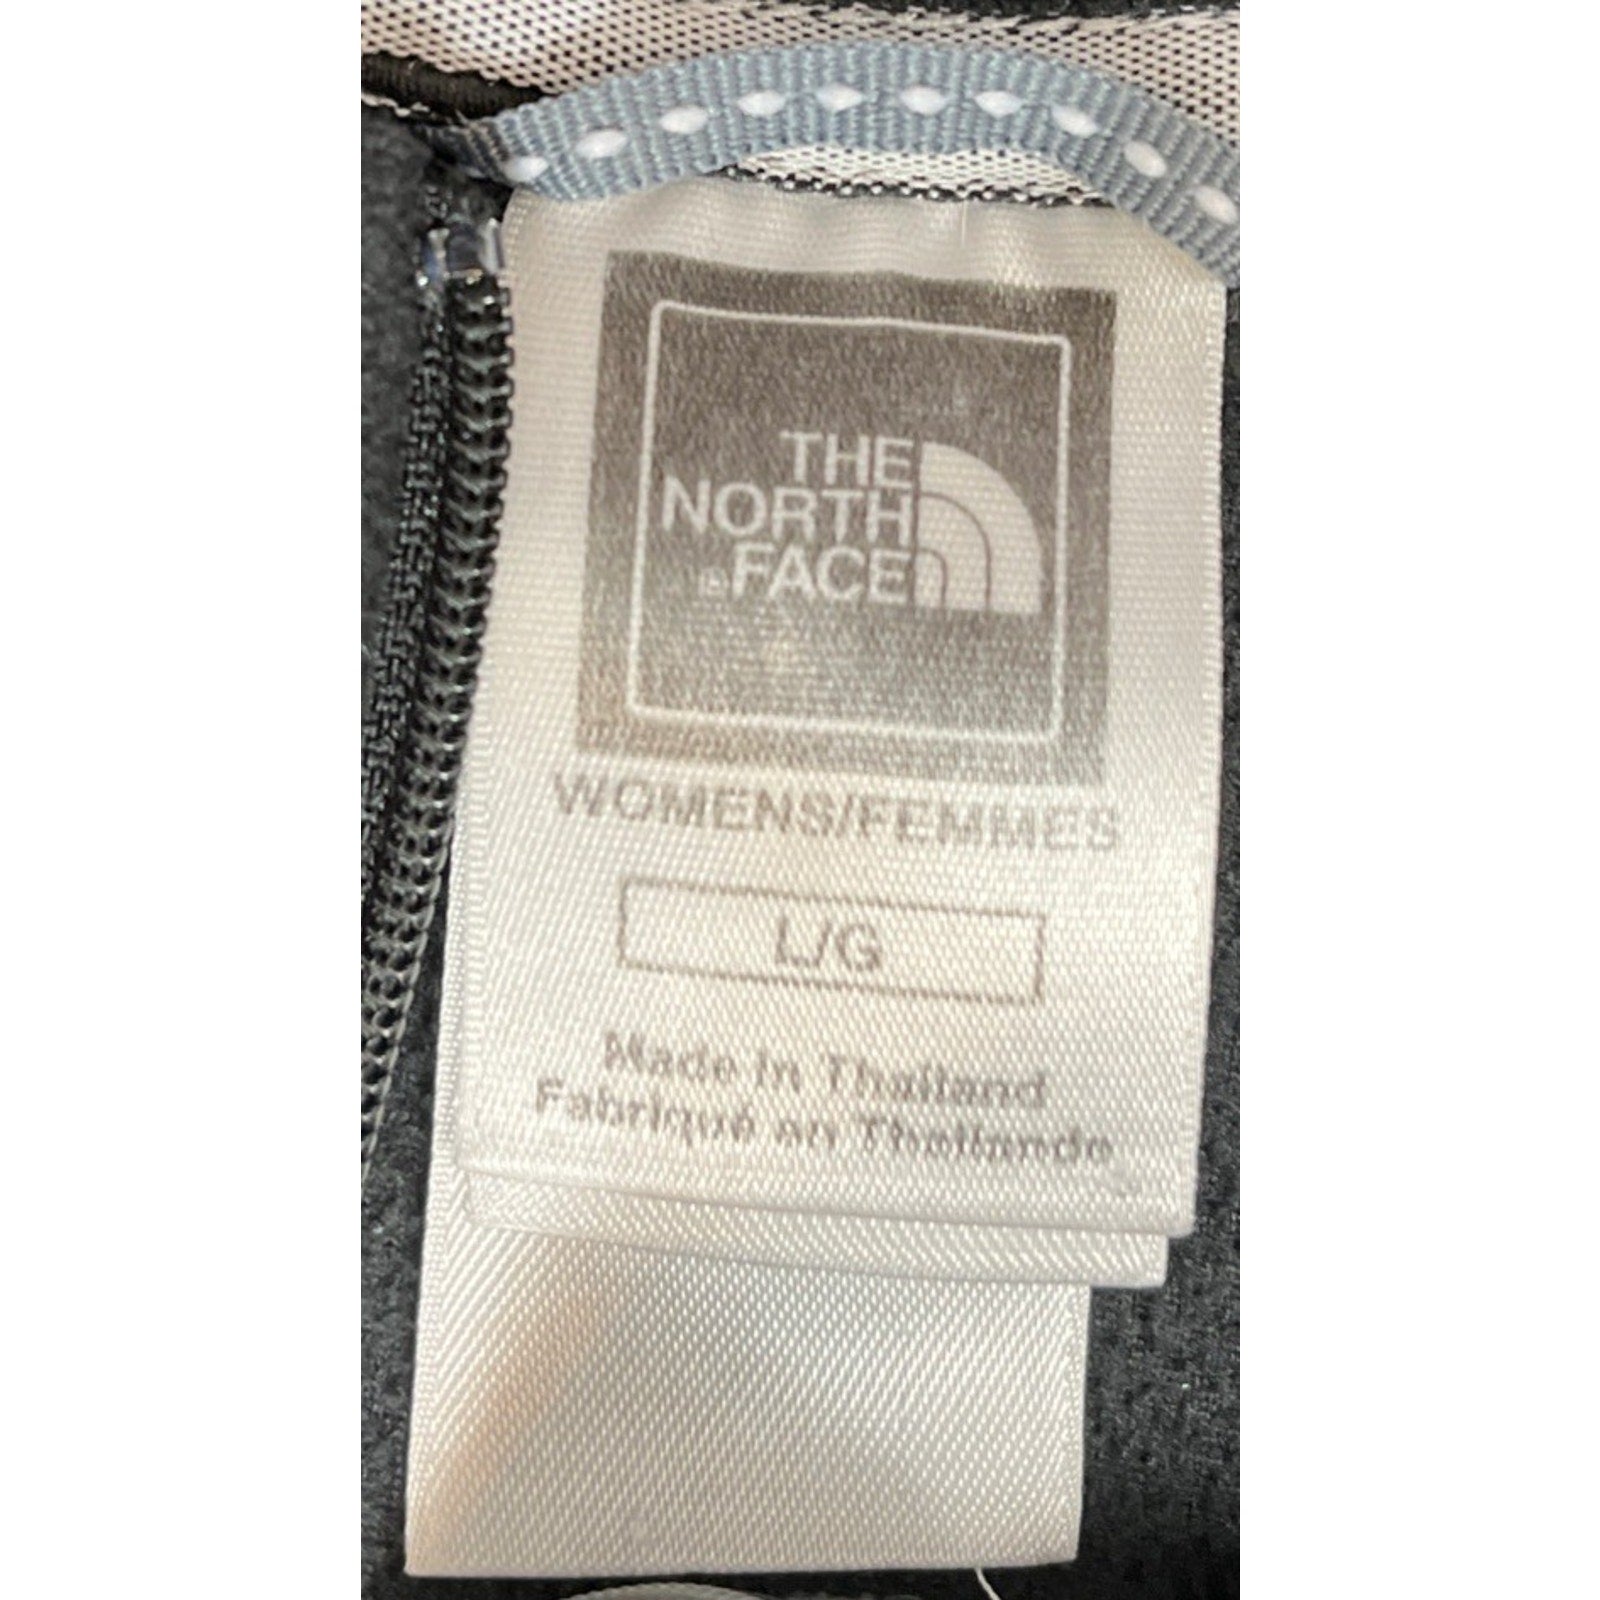 THE
NORTH
FACE
WOMENS/FEMMES
L/G
Made in Thailand
Fabriqué en Thaïlande